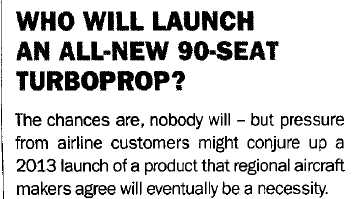 WHO WILL LAUNCH
AN ALL-NEW 90-SEAT
TURBOPROP?
The chances are, nobody will – but pressure
from airline customers might conjure up a
2013 launch of a product that regional aircraft
makers agree will eventually be a necessity.